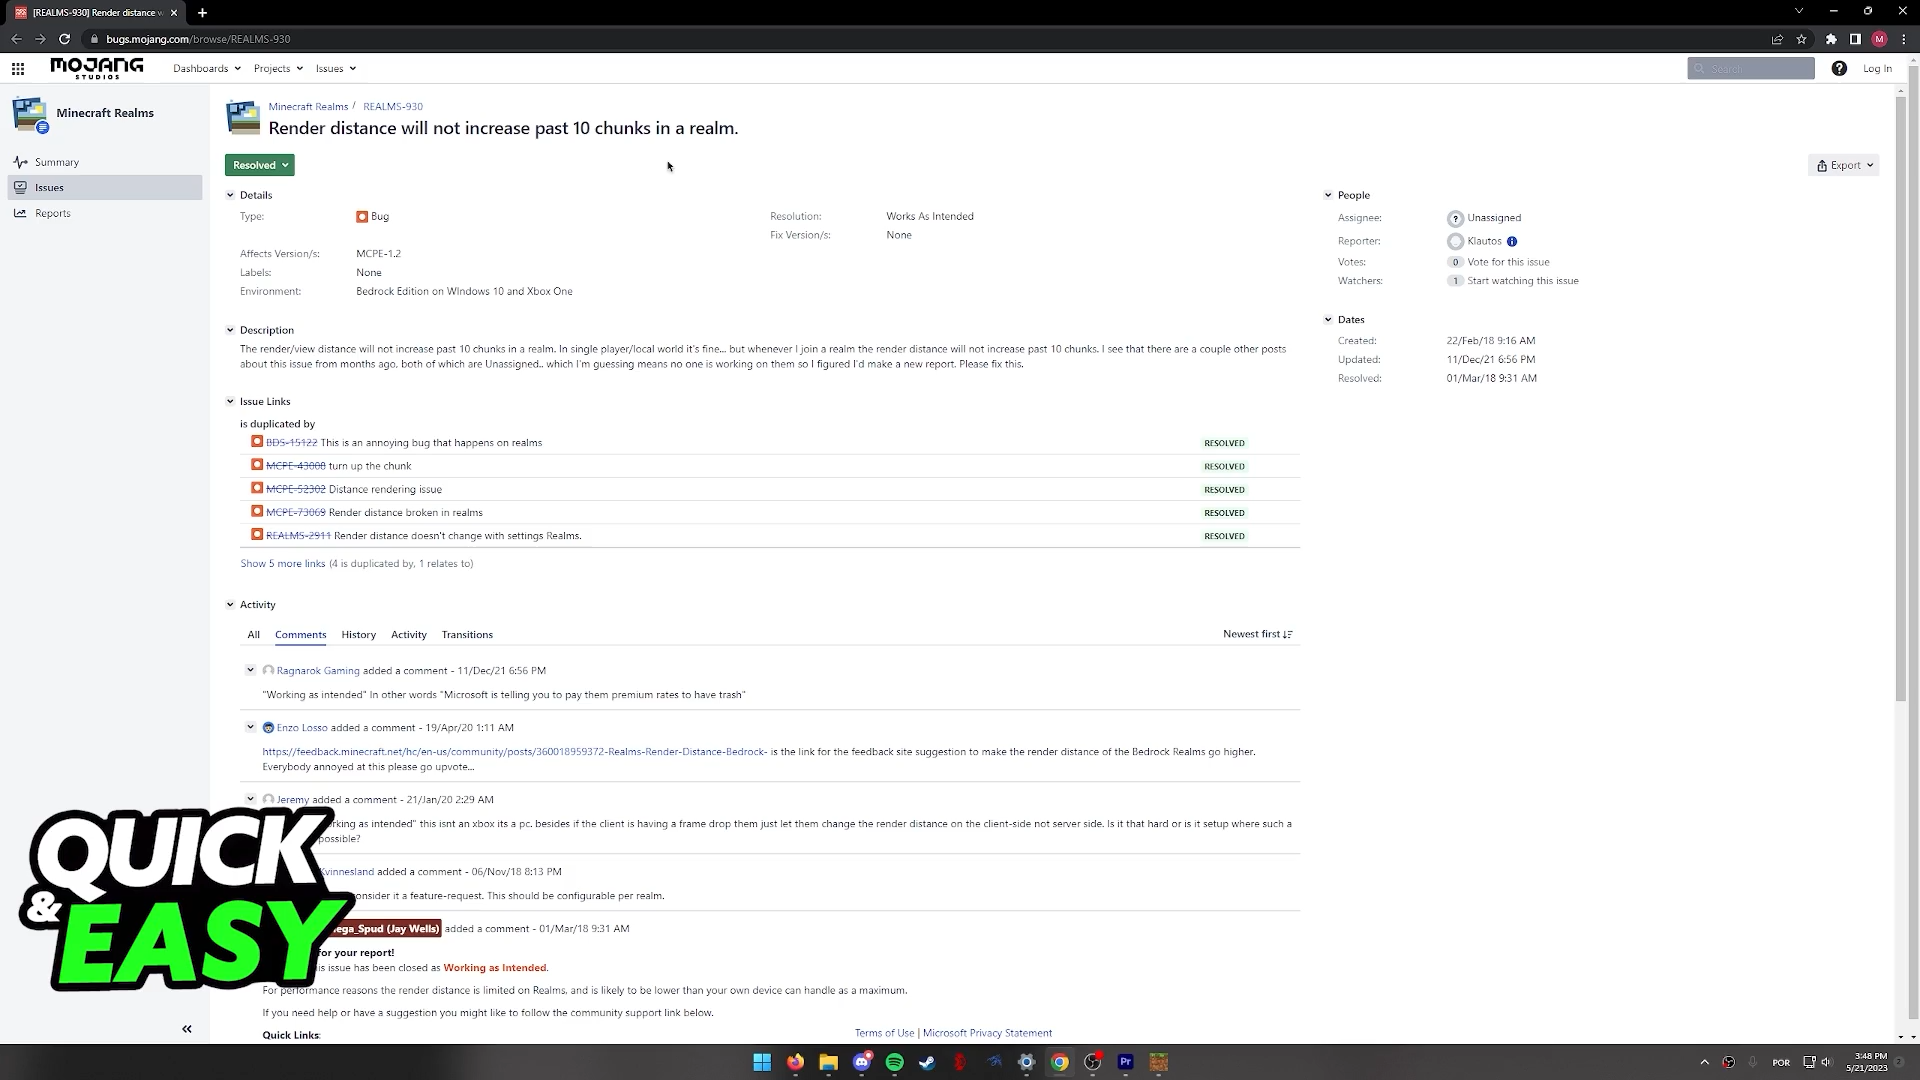 [REALMS-930] Render distance w
bugs.mojang.com/browse/REALMS-930
M
MOJANG
STUDIOS
Dashboards
Projects
Issues
Search
Log In
Minecraft Realms
Summary
Issues
Reports
Minecraft Realms / REALMS-930
Render distance will not increase past 10 chunks in a realm.
Resolved
Export
Details
Type: Bug
Resolution: Works As Intended
Fix Version/s: None
Affects Version/s: MCPE-1.2
Labels: None
Environment: Bedrock Edition on WIndows 10 and Xbox One
People
Assignee: Unassigned
Reporter: Klautos
Votes: 0 Vote for this issue
Watchers: 1 Start watching this issue
Dates
Created: 22/Feb/18 9:16 AM
Updated: 11/Dec/21 6:56 PM
Resolved: 01/Mar/18 9:31 AM
Description
The render/view distance will not increase past 10 chunks in a realm. In single player/local world it's fine... but whenever I join a realm the render distance will not increase past 10 chunks. I see that there are a couple other posts
about this issue from months ago, both of which are Unassigned.. which I'm guessing means no one is working on them so I figured I'd make a new report. Please fix this.
Issue Links
is duplicated by
BDS-15122 This is an annoying bug that happens on realms RESOLVED
MCPE-43008 turn up the chunk RESOLVED
MCPE-52302 Distance rendering issue RESOLVED
MCPE-73069 Render distance broken in realms RESOLVED
REALMS-2911 Render distance doesn't change with settings Realms. RESOLVED
Show 5 more links (4 is duplicated by, 1 relates to)
Activity
All Comments History Activity Transitions
Newest first
Ragnarok Gaming added a comment - 11/Dec/21 6:56 PM
"Working as intended" In other words "Microsoft is telling you to pay them premium rates to have trash"
Enzo Losso added a comment - 19/Apr/20 1:11 AM
https://feedback.minecraft.net/hc/en-us/community/posts/360018959372-Realms-Render-Distance-Bedrock- is the link for the feedback site suggestion to make the render distance of the Bedrock Realms go higher.
Everybody annoyed at this please go upvote...
Jeremy added a comment - 21/Jan/20 2:29 AM
rking as intended" this isnt an xbox its a pc. besides if the client is having a frame drop them just let them change the render distance on the client-side not server side. Is it that hard or is it setup where such a
possible?
Kvinnesland added a comment - 06/Nov/18 8:13 PM
onsider it a feature-request. This should be configurable per realm.
ega_Spud (Jay Wells) added a comment - 01/Mar/18 9:31 AM
for your report!
is issue has been closed as Working as Intended.
For performance reasons the render distance is limited on Realms, and is likely to be lower than your own device can handle as a maximum.
If you need help or have a suggestion you might like to follow the community support link below.
Quick Links:
Terms of Use | Microsoft Privacy Statement
QUICK
& EASY
Pr
POR
3:48 PM
5/21/2023